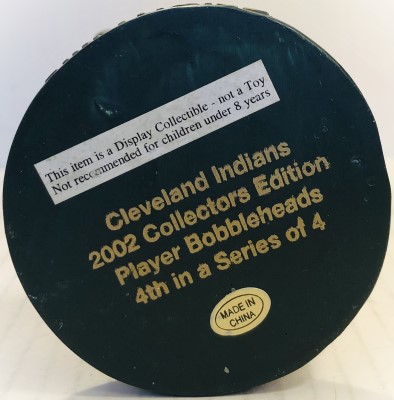 This item is a Display Collectible - not a Toy
Not recommended for children under 8 years
Cleveland Indians
2002 Collectors Edition
Player Bobbleheads
4th in a Series of 4
MADE IN
CHINA